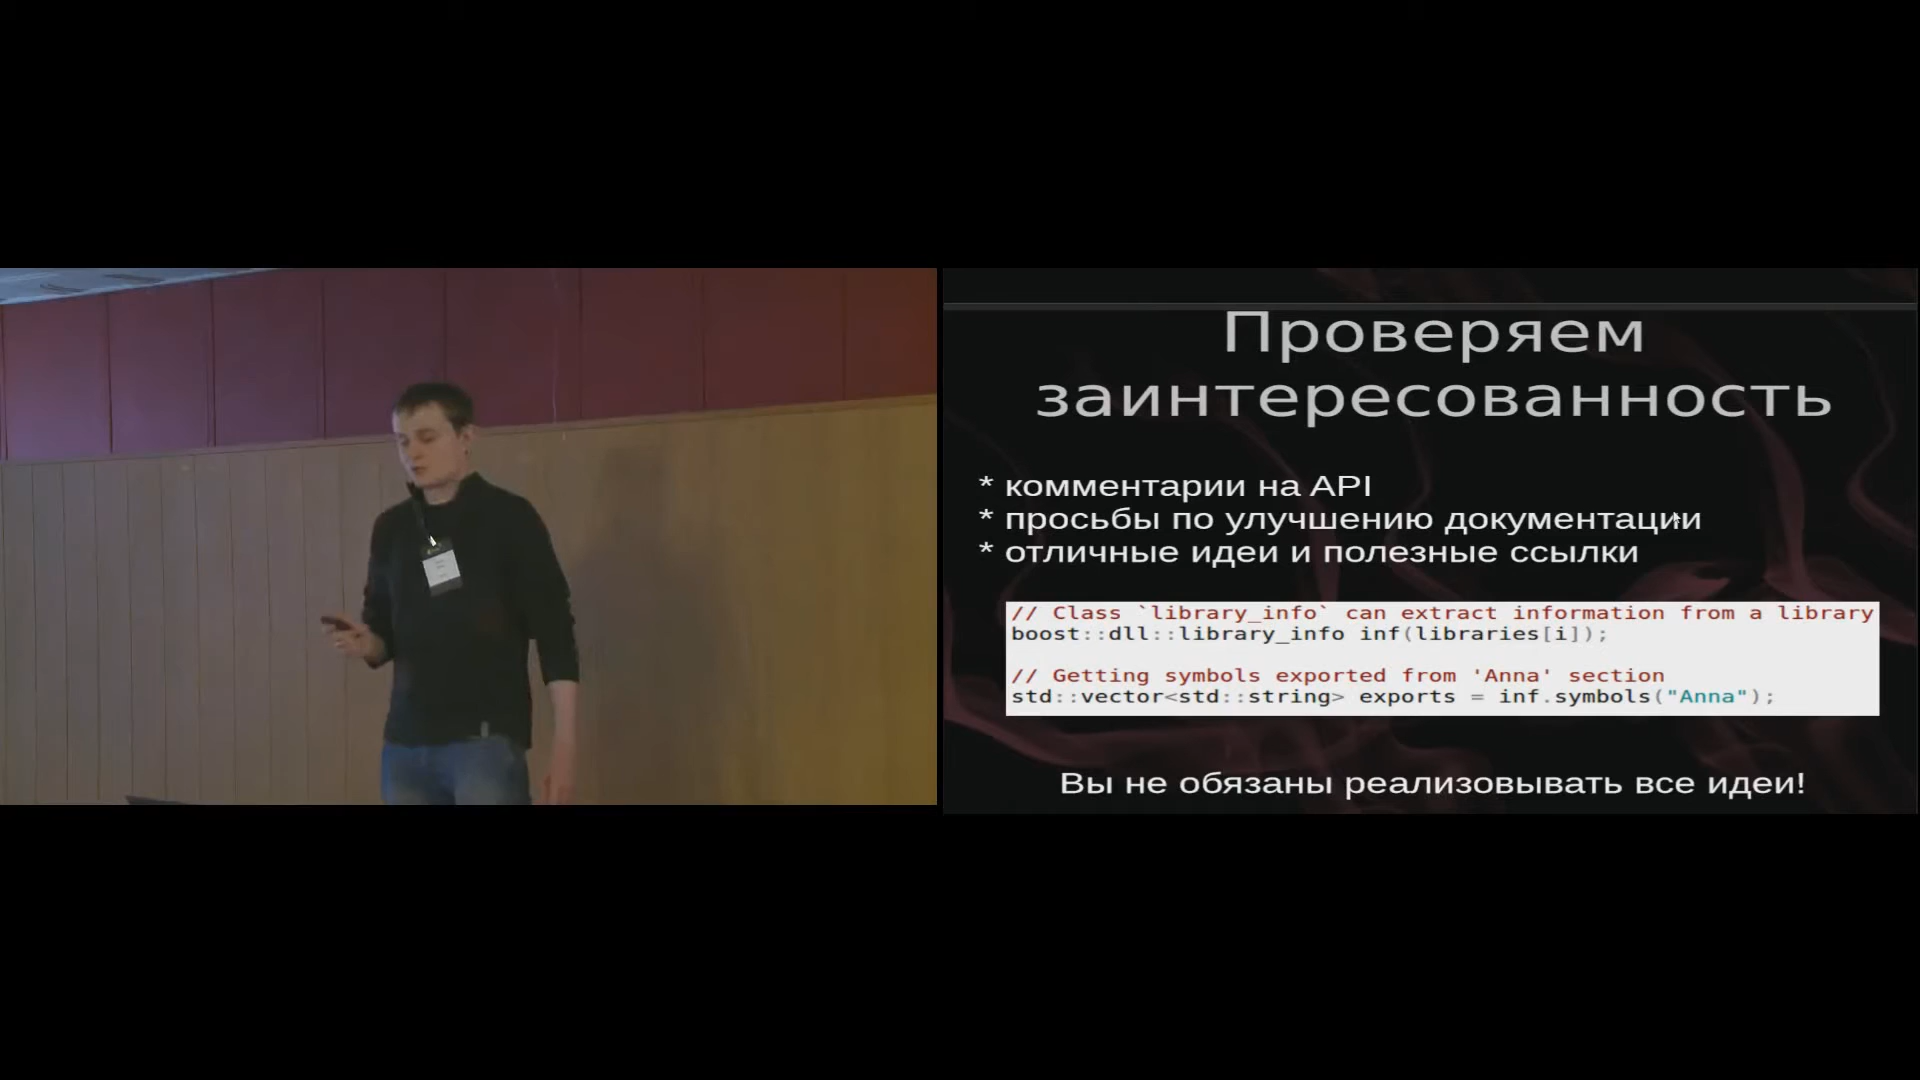 Проверяем
заинтересованность
* комментарии на API
* просьбы по улучшению документации
* отличные идеи и полезные ссылки
// Class `library_info` can extract information from a library
boost::dll::library_info inf(libraries[i]);
// Getting symbols exported from 'Anna' section
std::vector<std::string> exports = inf.symbols("Anna");
Вы не обязаны реализовывать все идеи!